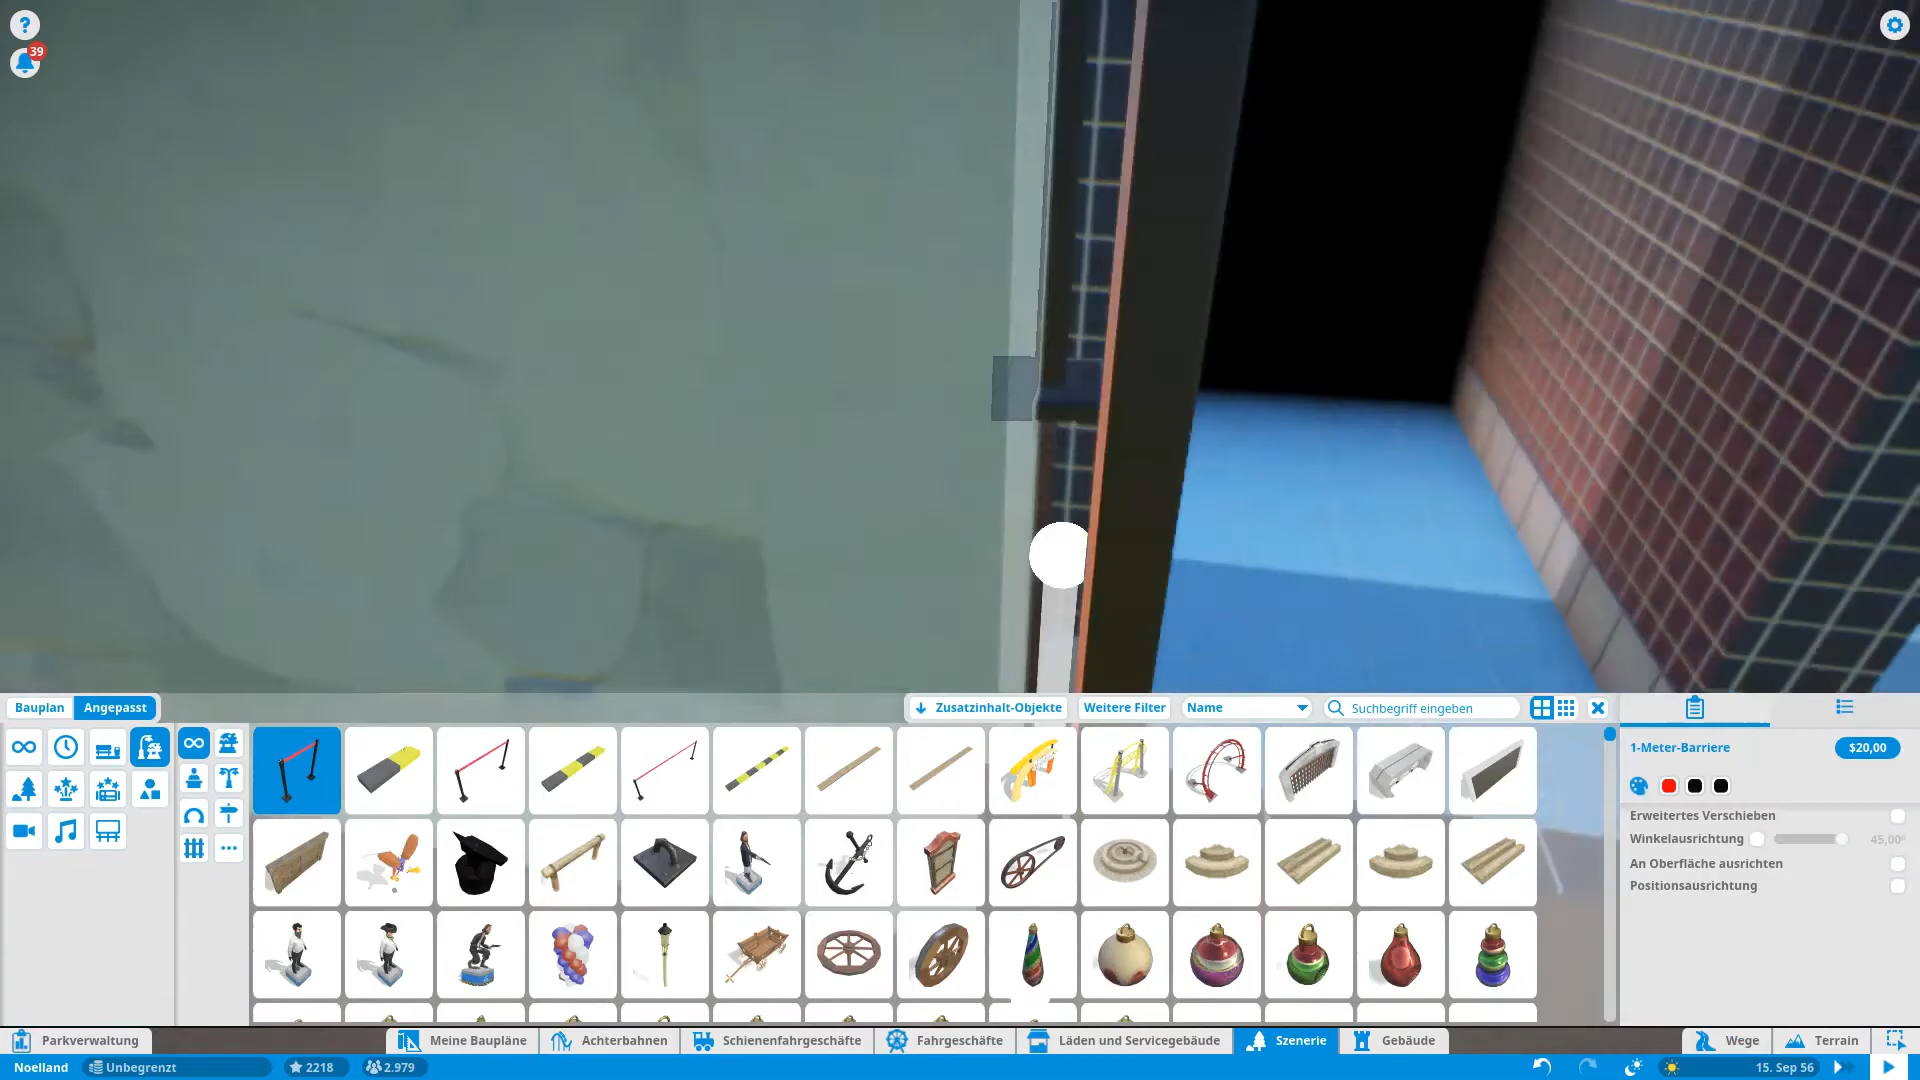 ?
39
Bauplan
Angepasst
Zusatzinhalt-Objekte
Weitere Filter
Name
Suchbegriff eingeben
1-Meter-Barriere
$20,00
Erweitertes Verschieben
Winkelausrichtung
45,00°
An Oberfläche ausrichten
Positionsausrichtung
Parkverwaltung
Meine Baupläne
Achterbahnen
Schienenfahrgeschäfte
Fahrgeschäfte
Läden und Servicegebäude
Szenerie
Gebäude
Wege
Terrain
Noelland
Unbegrenzt
2218
2.979
15. Sep 56